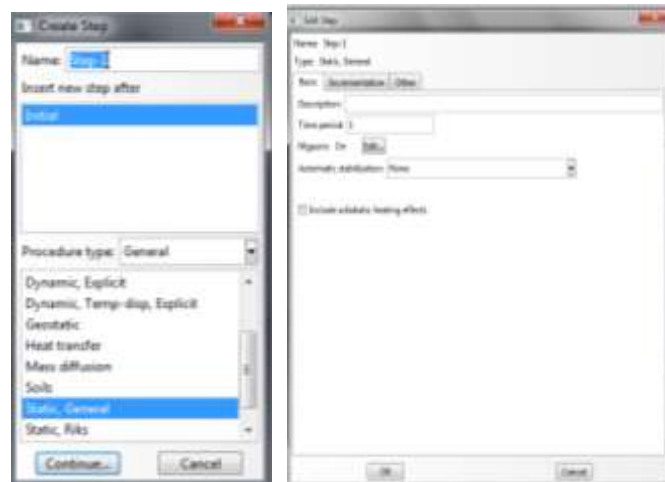 Create Step
Name: Step-1
Insert new step after
Initial
Procedure type: General
Dynamic, Explicit
Dynamic, Temp-disp, Explicit
Geostatic
Heat transfer
Mass diffusion
Soils
Static, General
Static, Riks
Continue...
Cancel
Edit Step
Name: Step-1
Type: Static, General
Basic Incrementation Other
Description:
Time period: 1
Nlgeom: On
Automatic stabilization: None
Include adiabatic heating effects
OK
Cancel